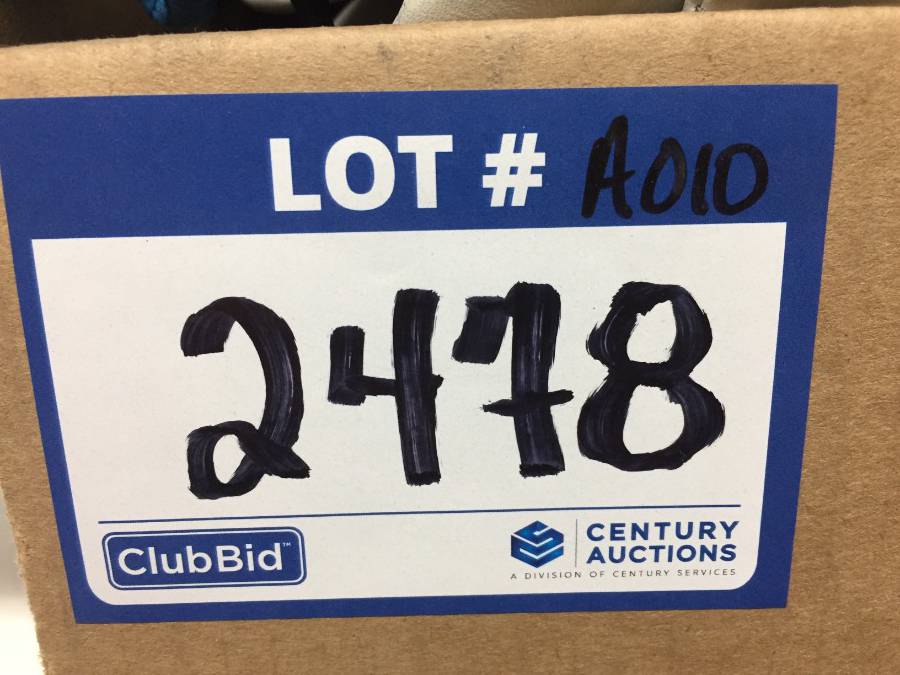 LOT # A010
2478
ClubBid™
CENTURY
AUCTIONS
A DIVISION OF CENTURY SERVICES